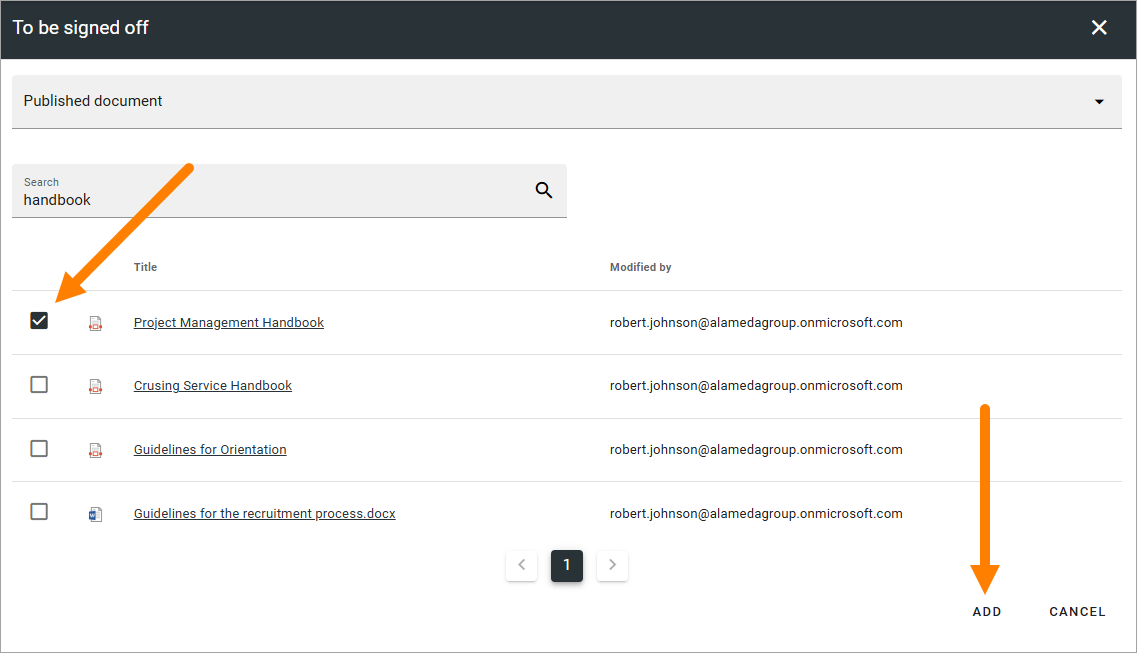 To be signed off
Published document
Search
handbook
Title Modified by
Project Management Handbook robert.johnson@alamedagroup.onmicrosoft.com
Crusing Service Handbook robert.johnson@alamedagroup.onmicrosoft.com
Guidelines for Orientation robert.johnson@alamedagroup.onmicrosoft.com
Guidelines for the recruitment process.docx robert.johnson@alamedagroup.onmicrosoft.com
1
ADD CANCEL